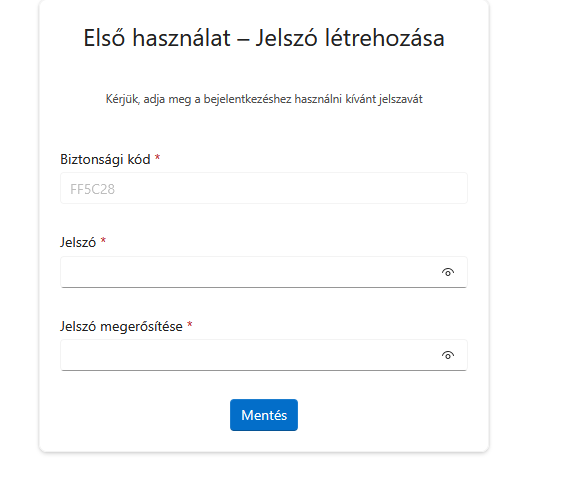 Első használat – Jelszó létrehozása
Kérjük, adja meg a bejelentkezéshez használni kívánt jelszavát
Biztonsági kód *
FF5C28
Jelszó *
Jelszó megerősítése *
Mentés